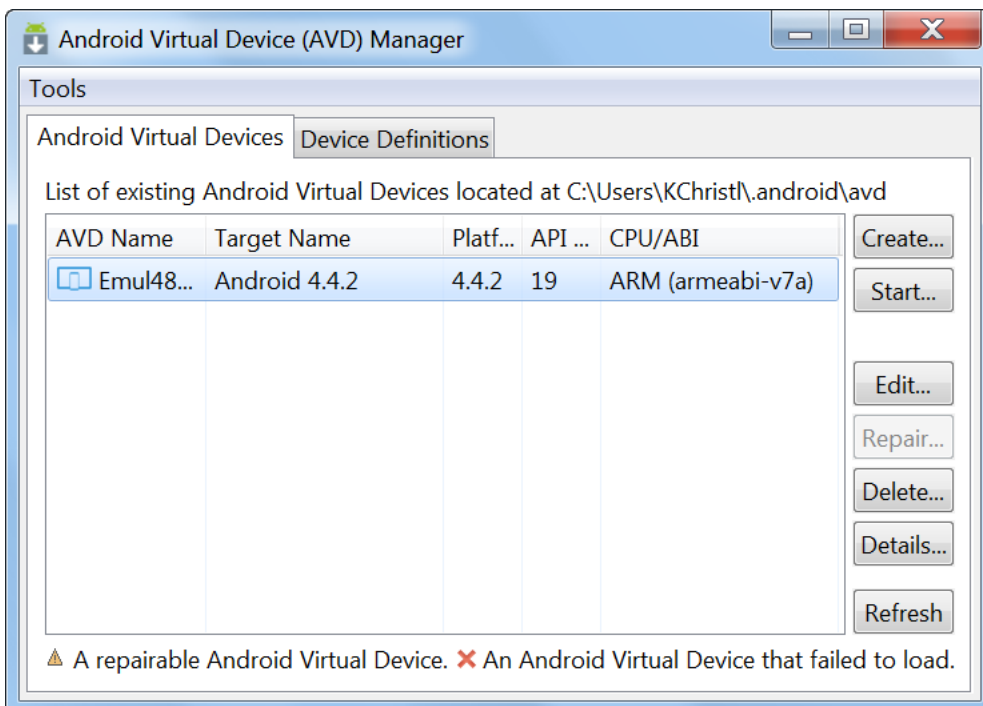 Android Virtual Device (AVD) Manager
Tools
Android Virtual Devices Device Definitions
List of existing Android Virtual Devices located at C:\Users\KChristl\.android\avd
AVD Name Target Name Platf... API ... CPU/ABI
Emul48... Android 4.4.2 4.4.2 19 ARM (armeabi-v7a)
Create...
Start...
Edit...
Repair...
Delete...
Details...
Refresh
A repairable Android Virtual Device. An Android Virtual Device that failed to load.